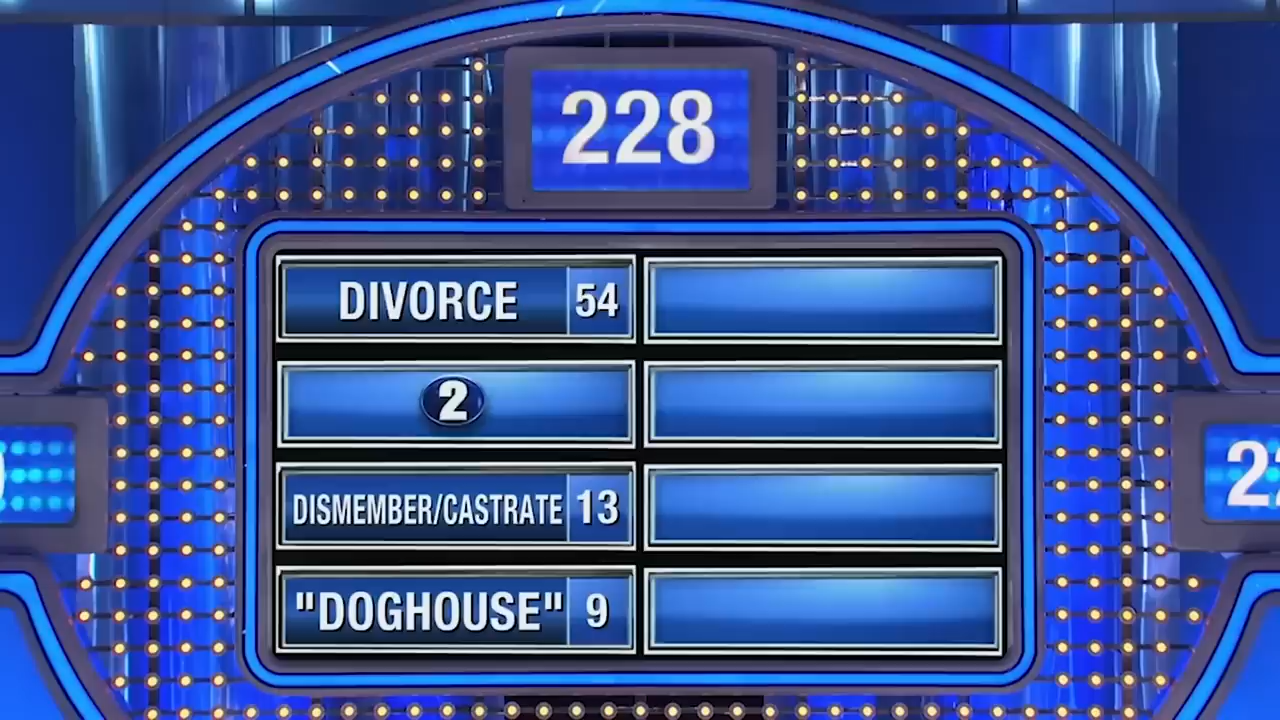 228
DIVORCE 54
2
DISMEMBER/CASTRATE 13
"DOGHOUSE" 9